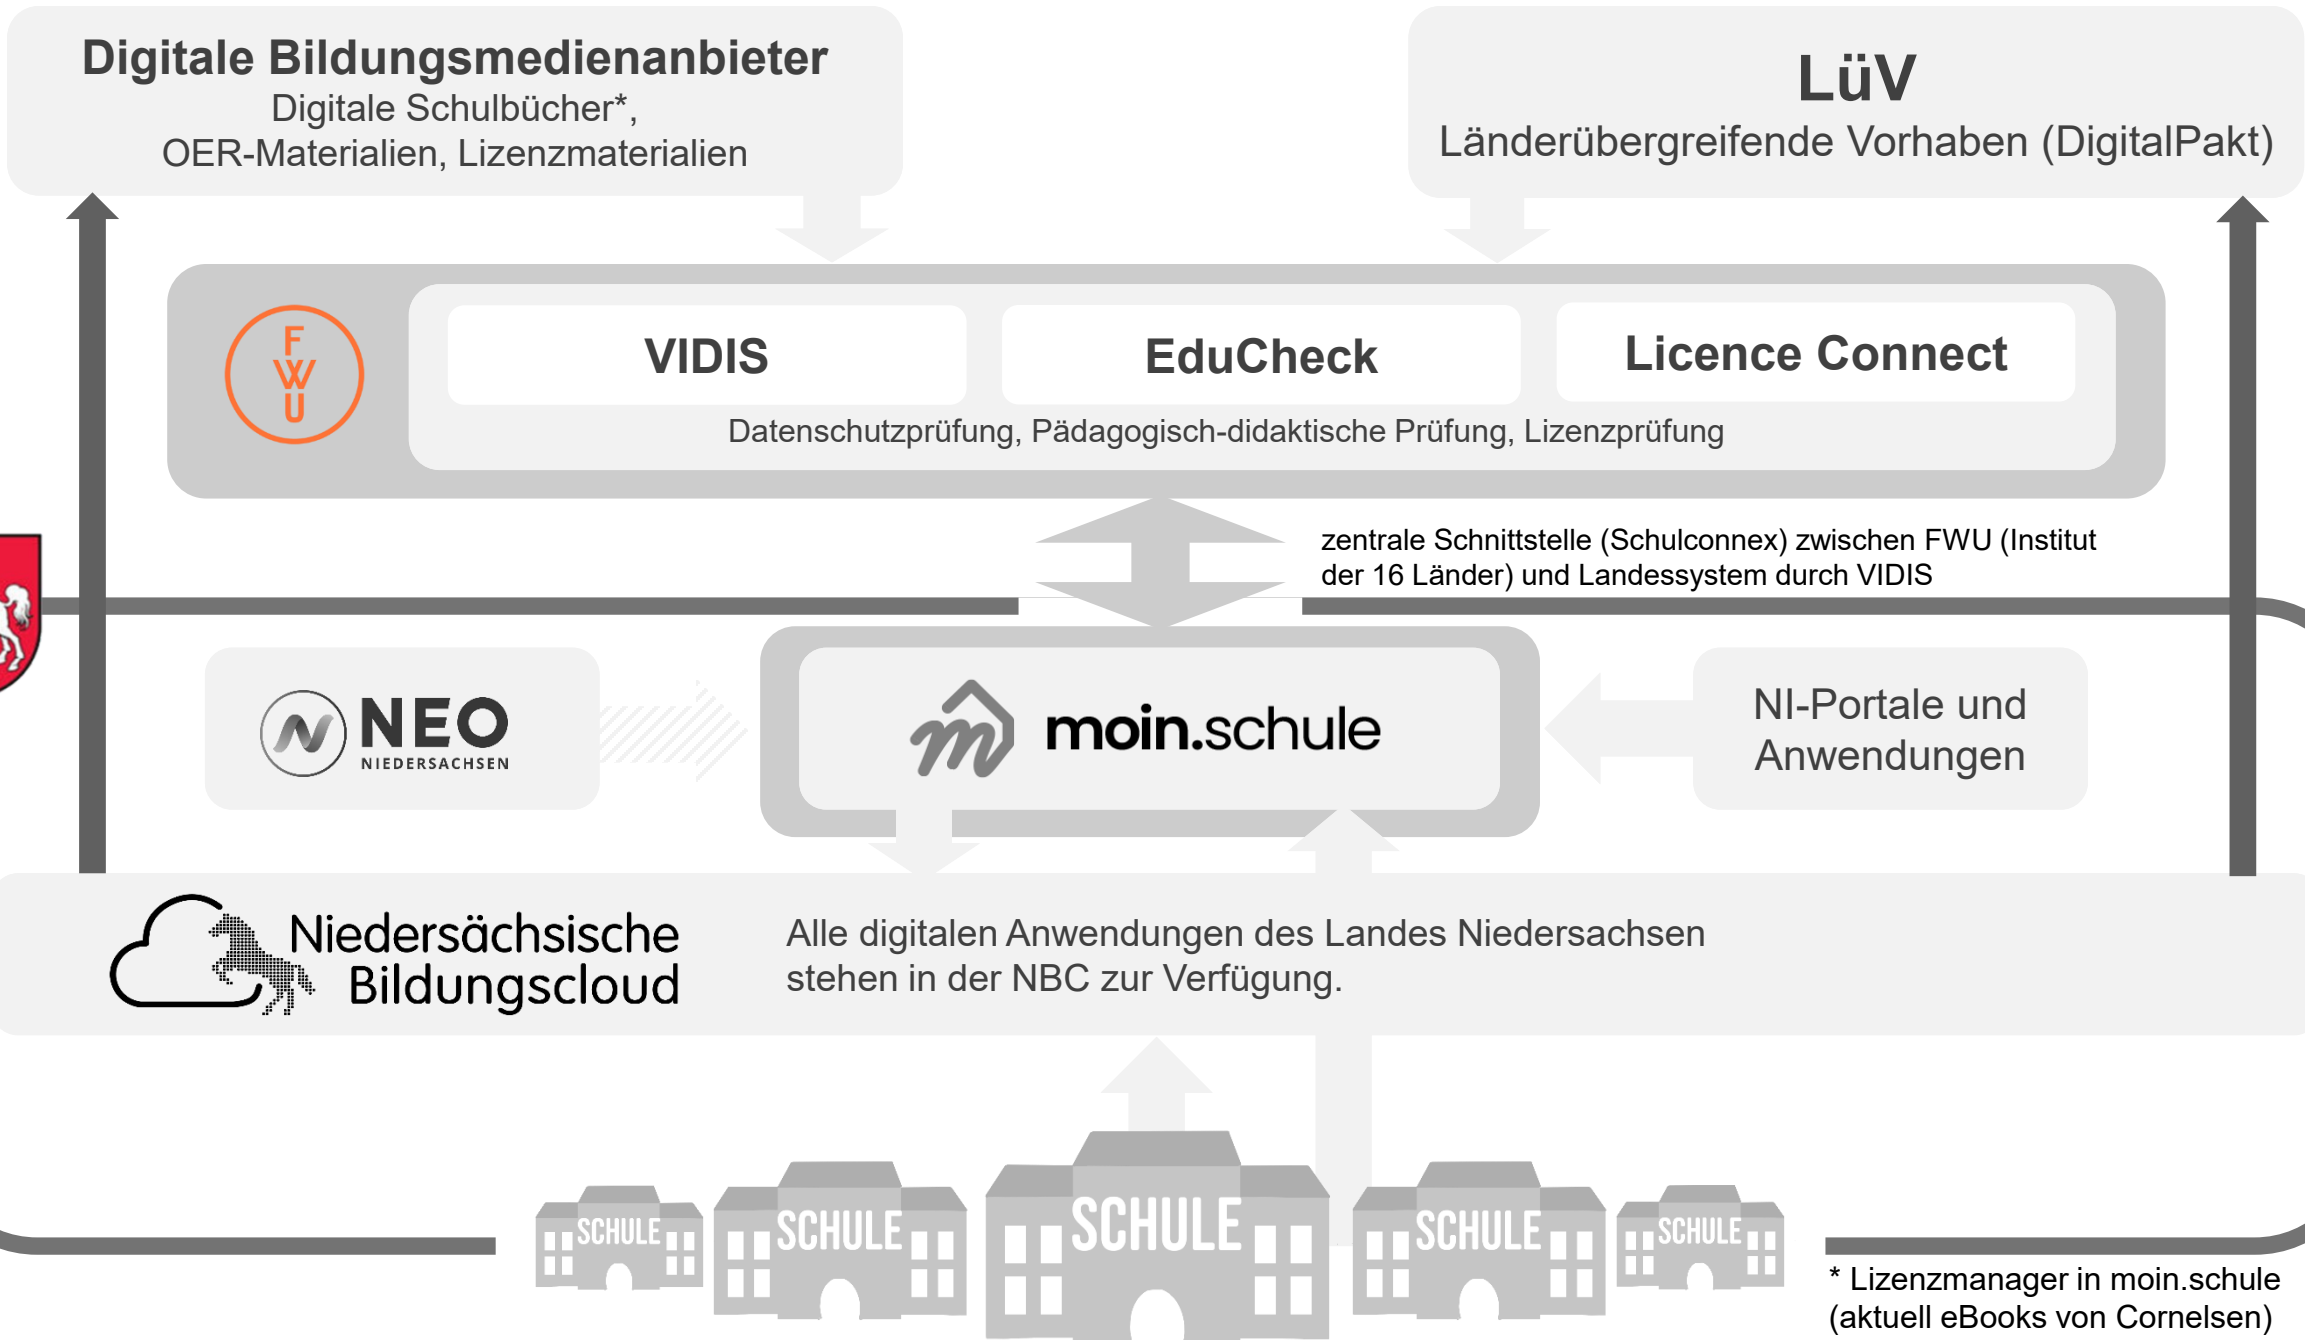 Digitale Bildungsmedienanbieter
Digitale Schulbücher*,
OER-Materialien, Lizenzmaterialien
LüV
Länderübergreifende Vorhaben (DigitalPakt)
FWU
VIDIS
EduCheck
Licence Connect
Datenschutzprüfung, Pädagogisch-didaktische Prüfung, Lizenzprüfung
zentrale Schnittstelle (Schulconnex) zwischen FWU (Institut
der 16 Länder) und Landessystem durch VIDIS
NEO
NIEDERSACHSEN
moin.schule
NI-Portale und
Anwendungen
Niedersächsische
Bildungscloud
Alle digitalen Anwendungen des Landes Niedersachsen
stehen in der NBC zur Verfügung.
SCHULE
SCHULE
SCHULE
SCHULE
SCHULE
* Lizenzmanager in moin.schule
(aktuell eBooks von Cornelsen)